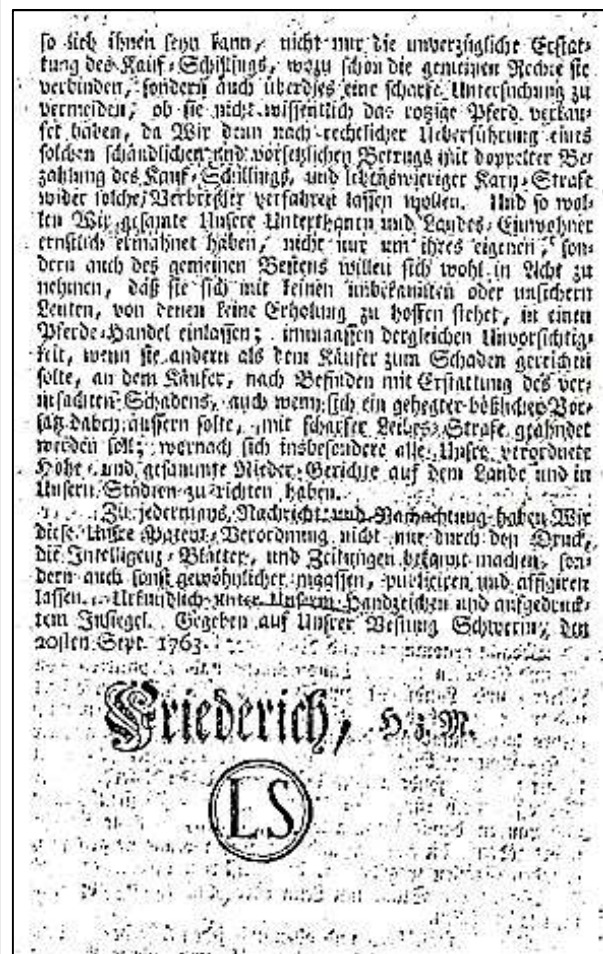 so sich ihnen seyn kann, nicht nur die unverzügliche Erstat-
tung des Kauf-Schillings, wozu schon die gemeinen Rechte sie
verbinden, sondern auch überdies eine scharfe Untersuchung zu
vermeiden, ob sie nicht wissentlich das rotzige Pferd verkau-
fet haben, da Wir denn nach rechtlicher Ueberführung eines
solchen schändlichen und vorsetzlichen Betrugs mit doppelter Be-
zahlung des Kauf-Schillings, und lebenswieriger Karn-Strafe
wider solche Verbrecher verfahren lassen wollen. Und so wol-
len Wir gesamte Unsere Unterthanen und Landes-Einwohner
ernstlich ermahnet haben, nicht nur um ihres eigenen, son-
dern auch des gemeinen Bestens willen sich wohl in Acht zu
nehmen, daß sie sich mit keinen unbekannten oder unsichern
Leuten, von denen keine Erholung zu hoffen stehet, in einen
Pferde-Handel einlassen; immaassen dergleichen Unvorsichtig-
keit, wenn sie andern als dem Käufer zum Schaden gereichen
solte, an dem Käufer, nach Befinden mit Erstattung des ver-
ursachten Schadens, auch wenn sich ein gehegter böslicher Vor-
satz dabey äussern solte, mit scharfer Leibes-Strafe geahndet
werden soll; wornach sich insbesondere alle Unsre verordnete
Hohe- und gesammte Nieder-Gerichte auf dem Lande und in
Unsern Städten zu richten haben.
Zu jedermanns Nachricht und Nachachtung haben Wir
diese Unsre Patent-Verordnung nicht nur durch den Druck,
die Intelligenz-Blätter, und Zeitungen bekannt machen, son-
dern auch sonst gewöhnlicher maassen, publiciren und affigiren
lassen. Urkundlich unter Unserm Handzeichen und aufgedruck-
tem Insiegel. Gegeben auf Unsrer Vestung Schwerin, den
20sten Sept. 1763.
Friederich, H. z. M.
LS